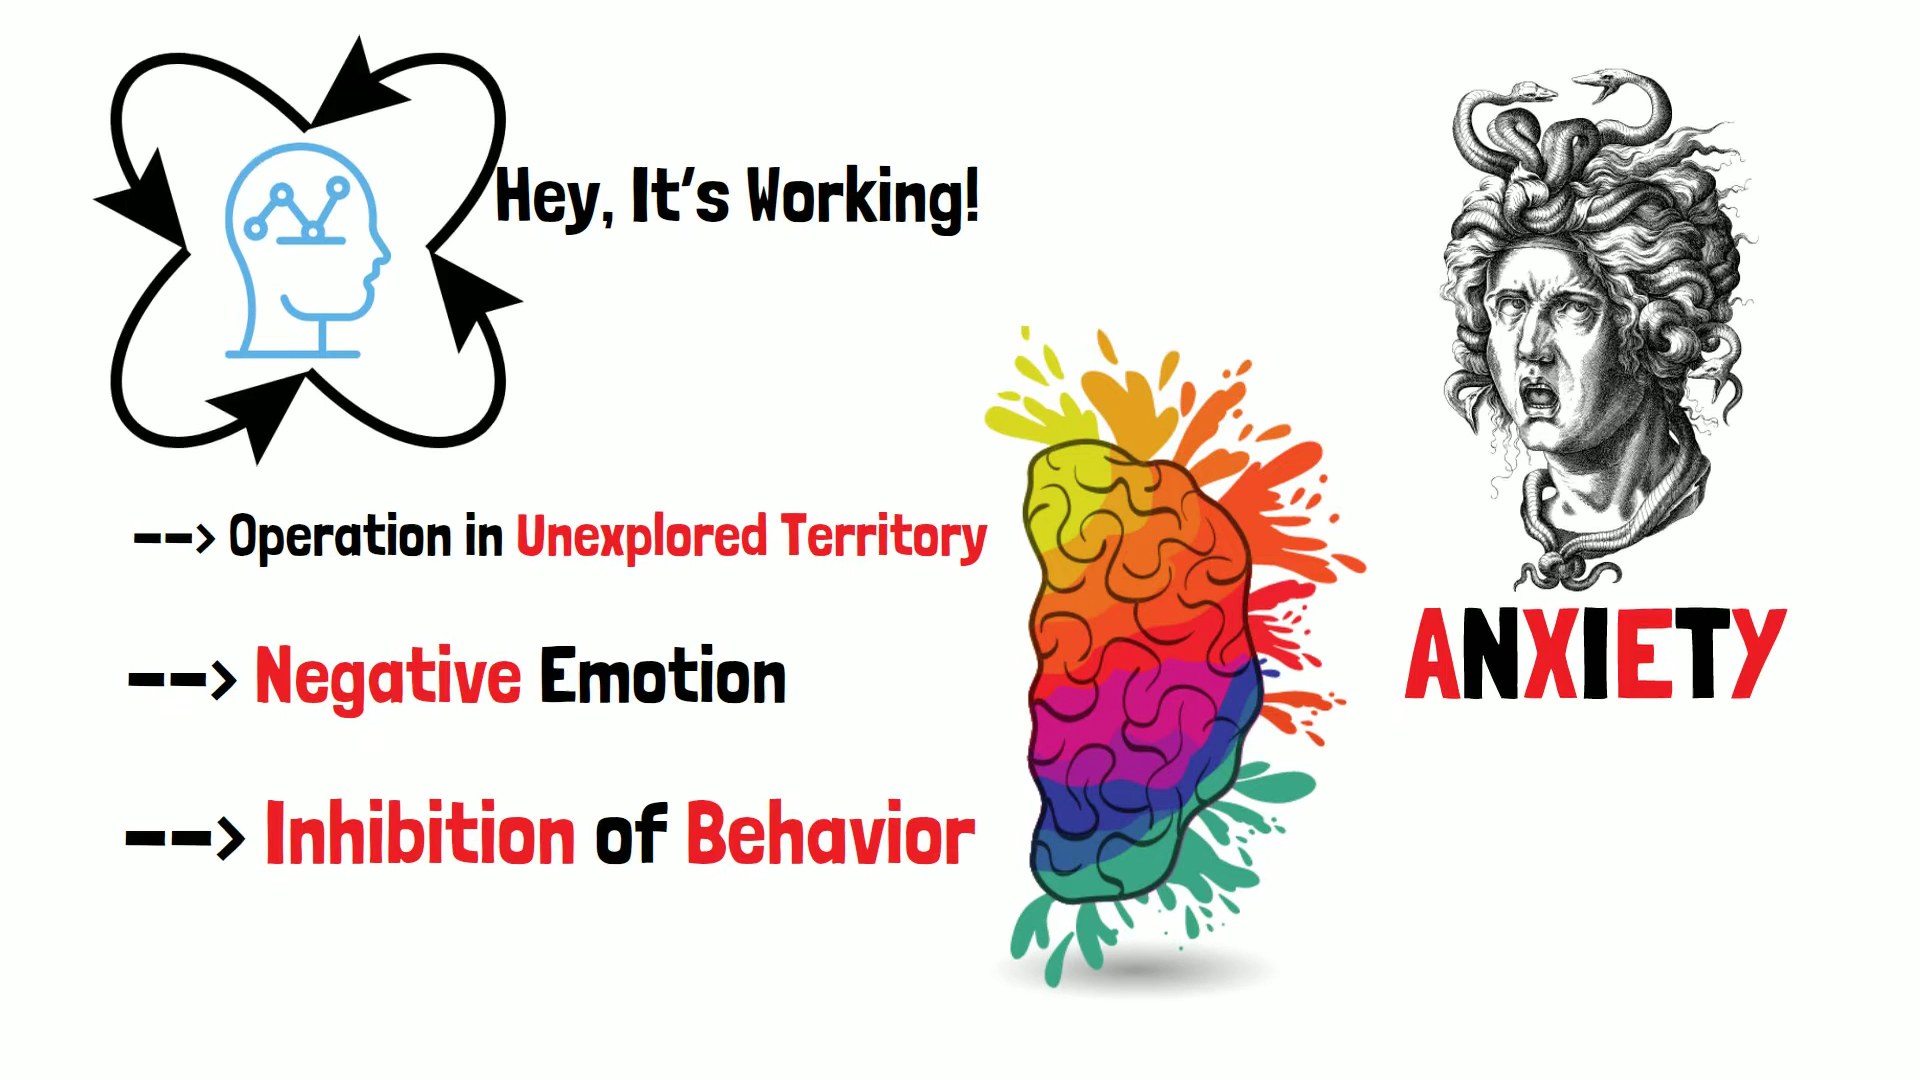 Hey, It's Working!
--> Operation in Unexplored Territory
--> Negative Emotion
--> Inhibition of Behavior
ANXIETY